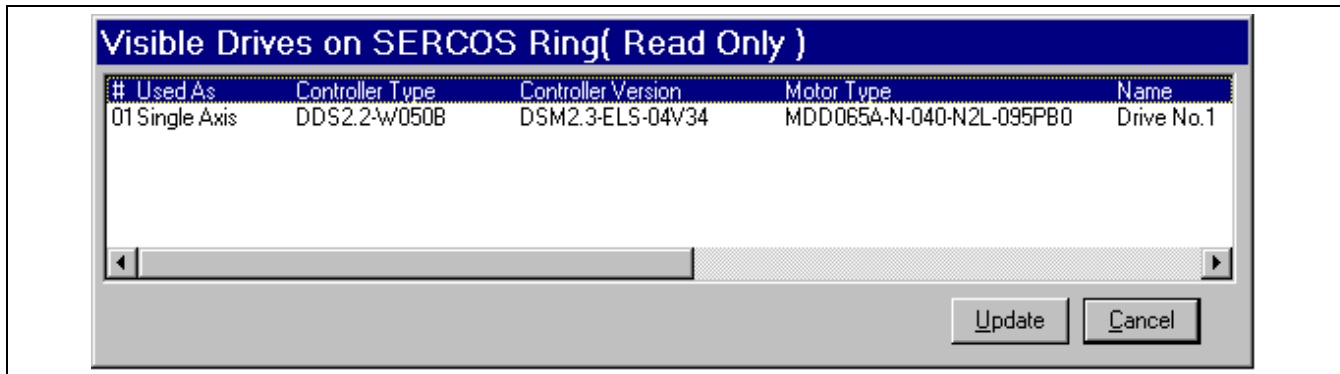 Visible Drives on SERCOS Ring( Read Only )
# Used As Controller Type Controller Version Motor Type Name
01 Single Axis DDS2.2-W050B DSM2.3-ELS-04V34 MDD065A-N-040-N2L-095PB0 Drive No.1
Update Cancel